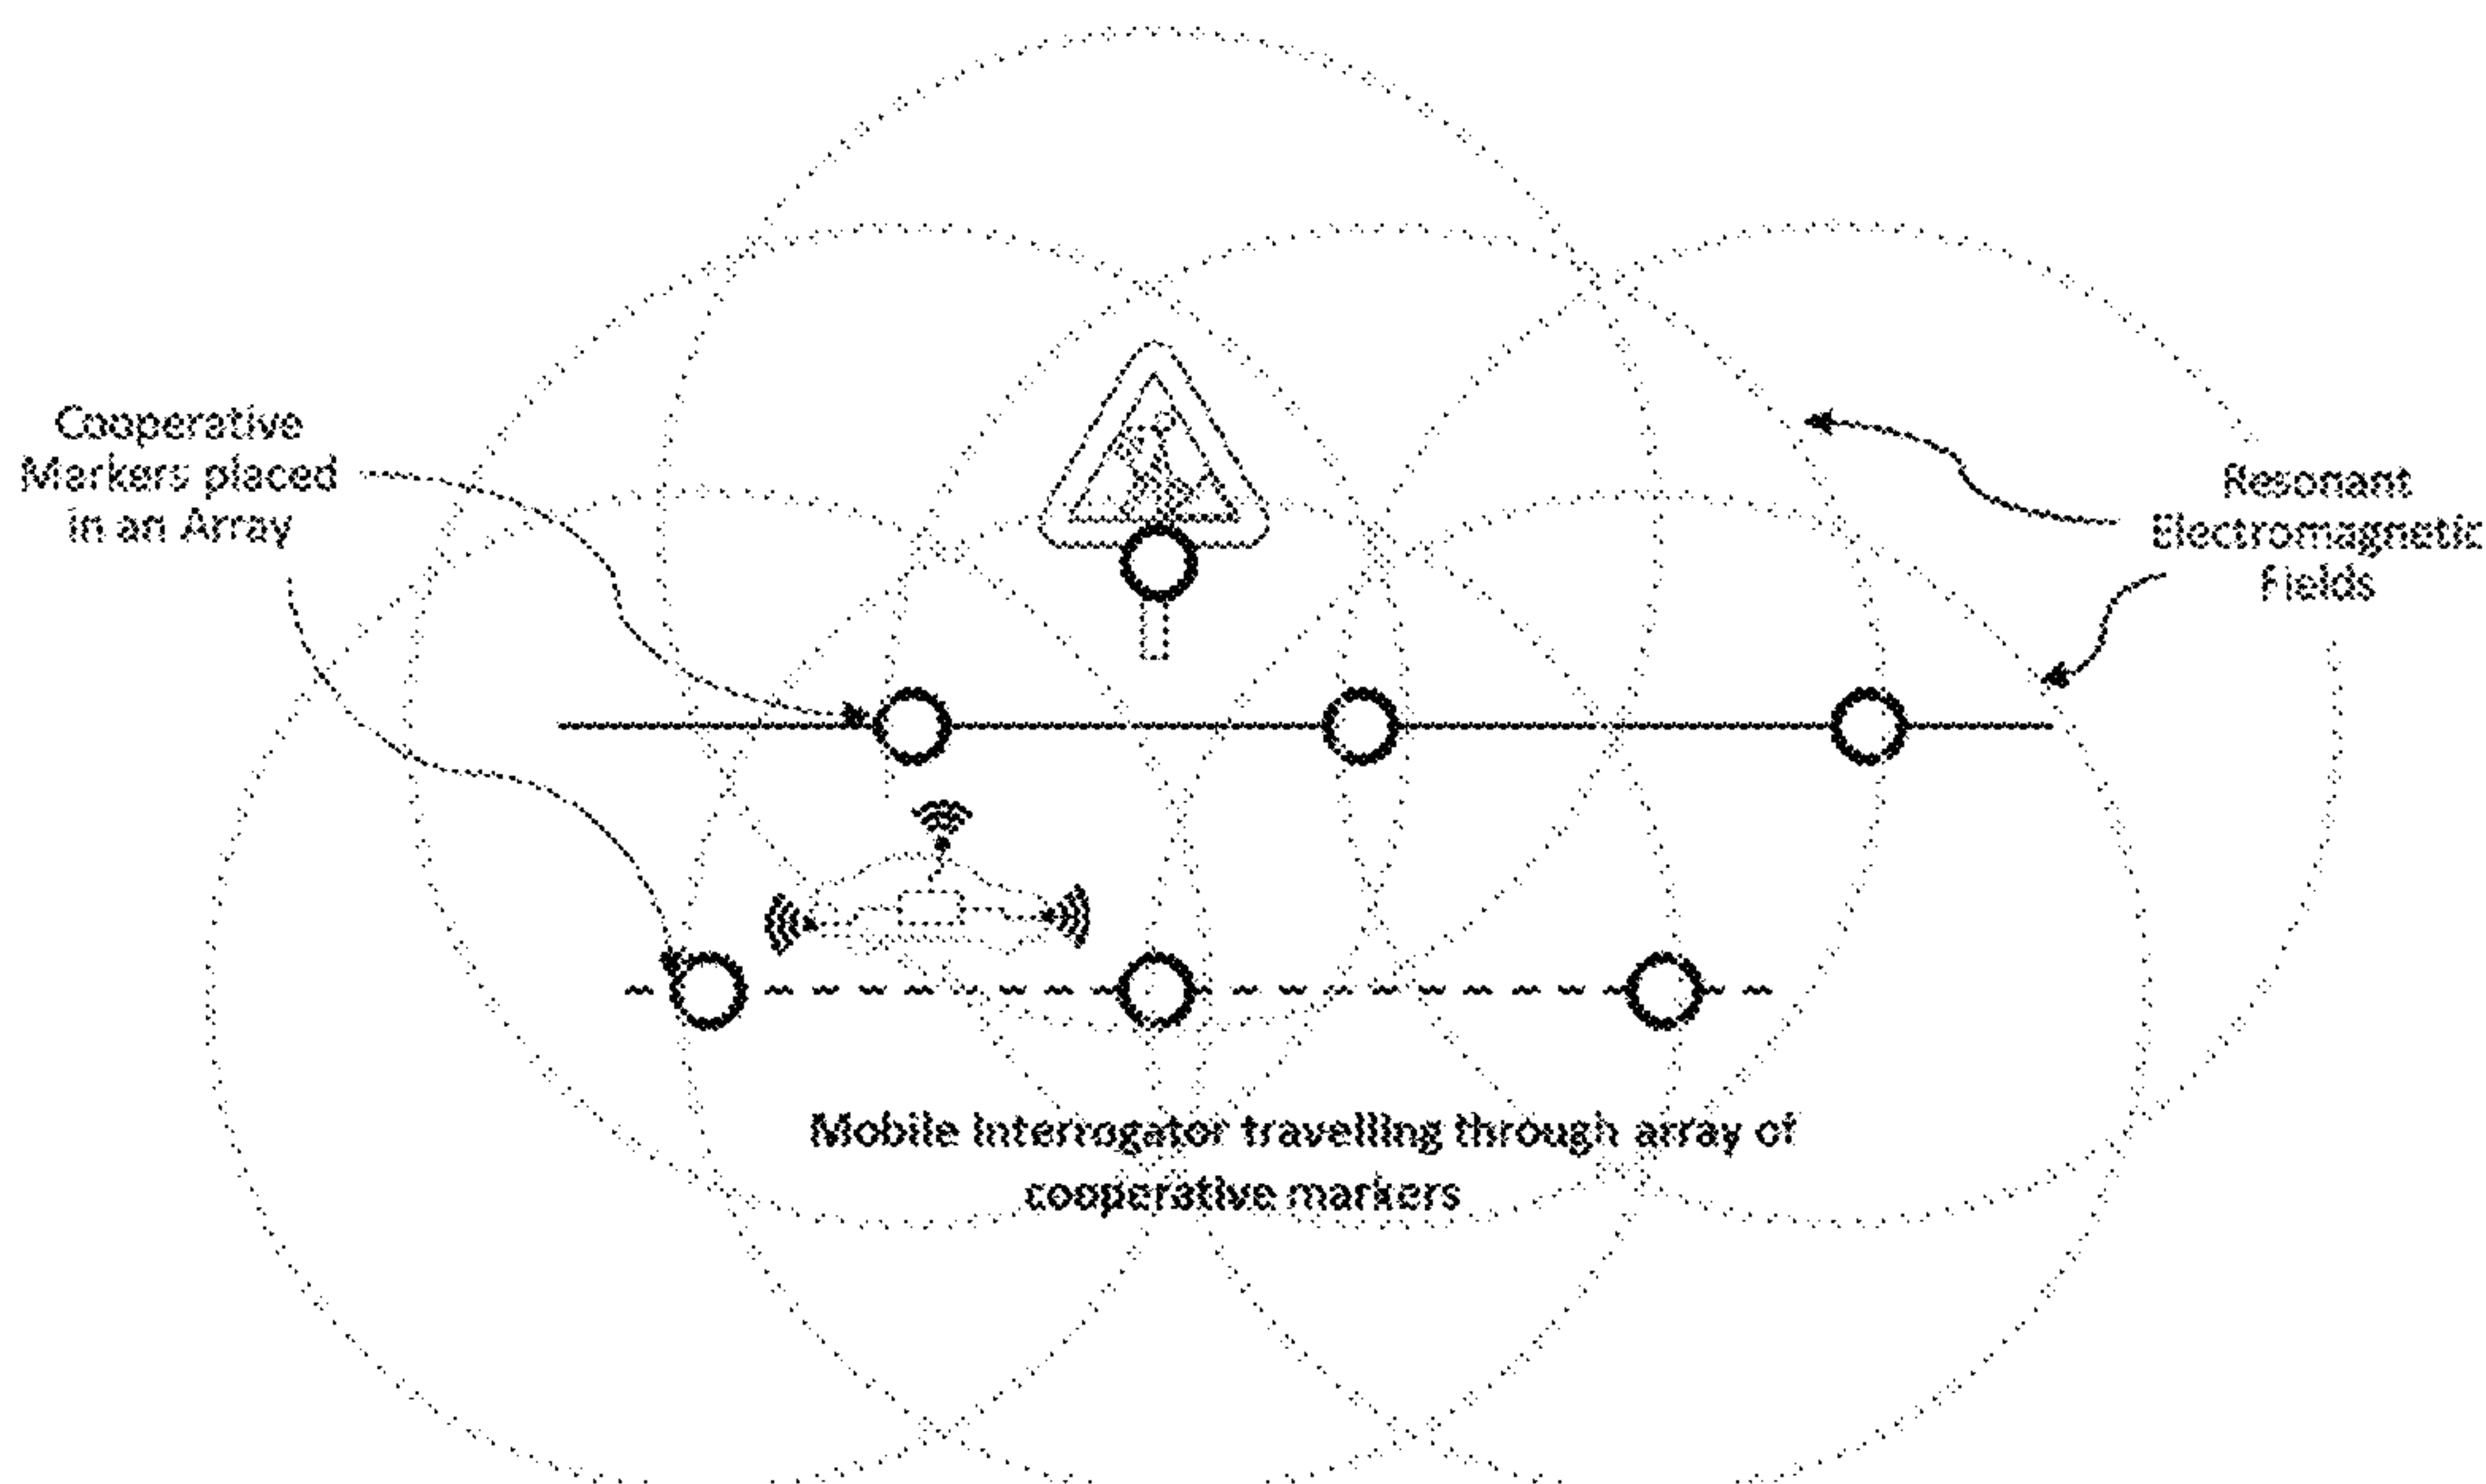 Cooperative
Markers placed
in an Array
Resonant
Electromagnetic
Fields
Mobile Interrogator travelling through array of
cooperative markers